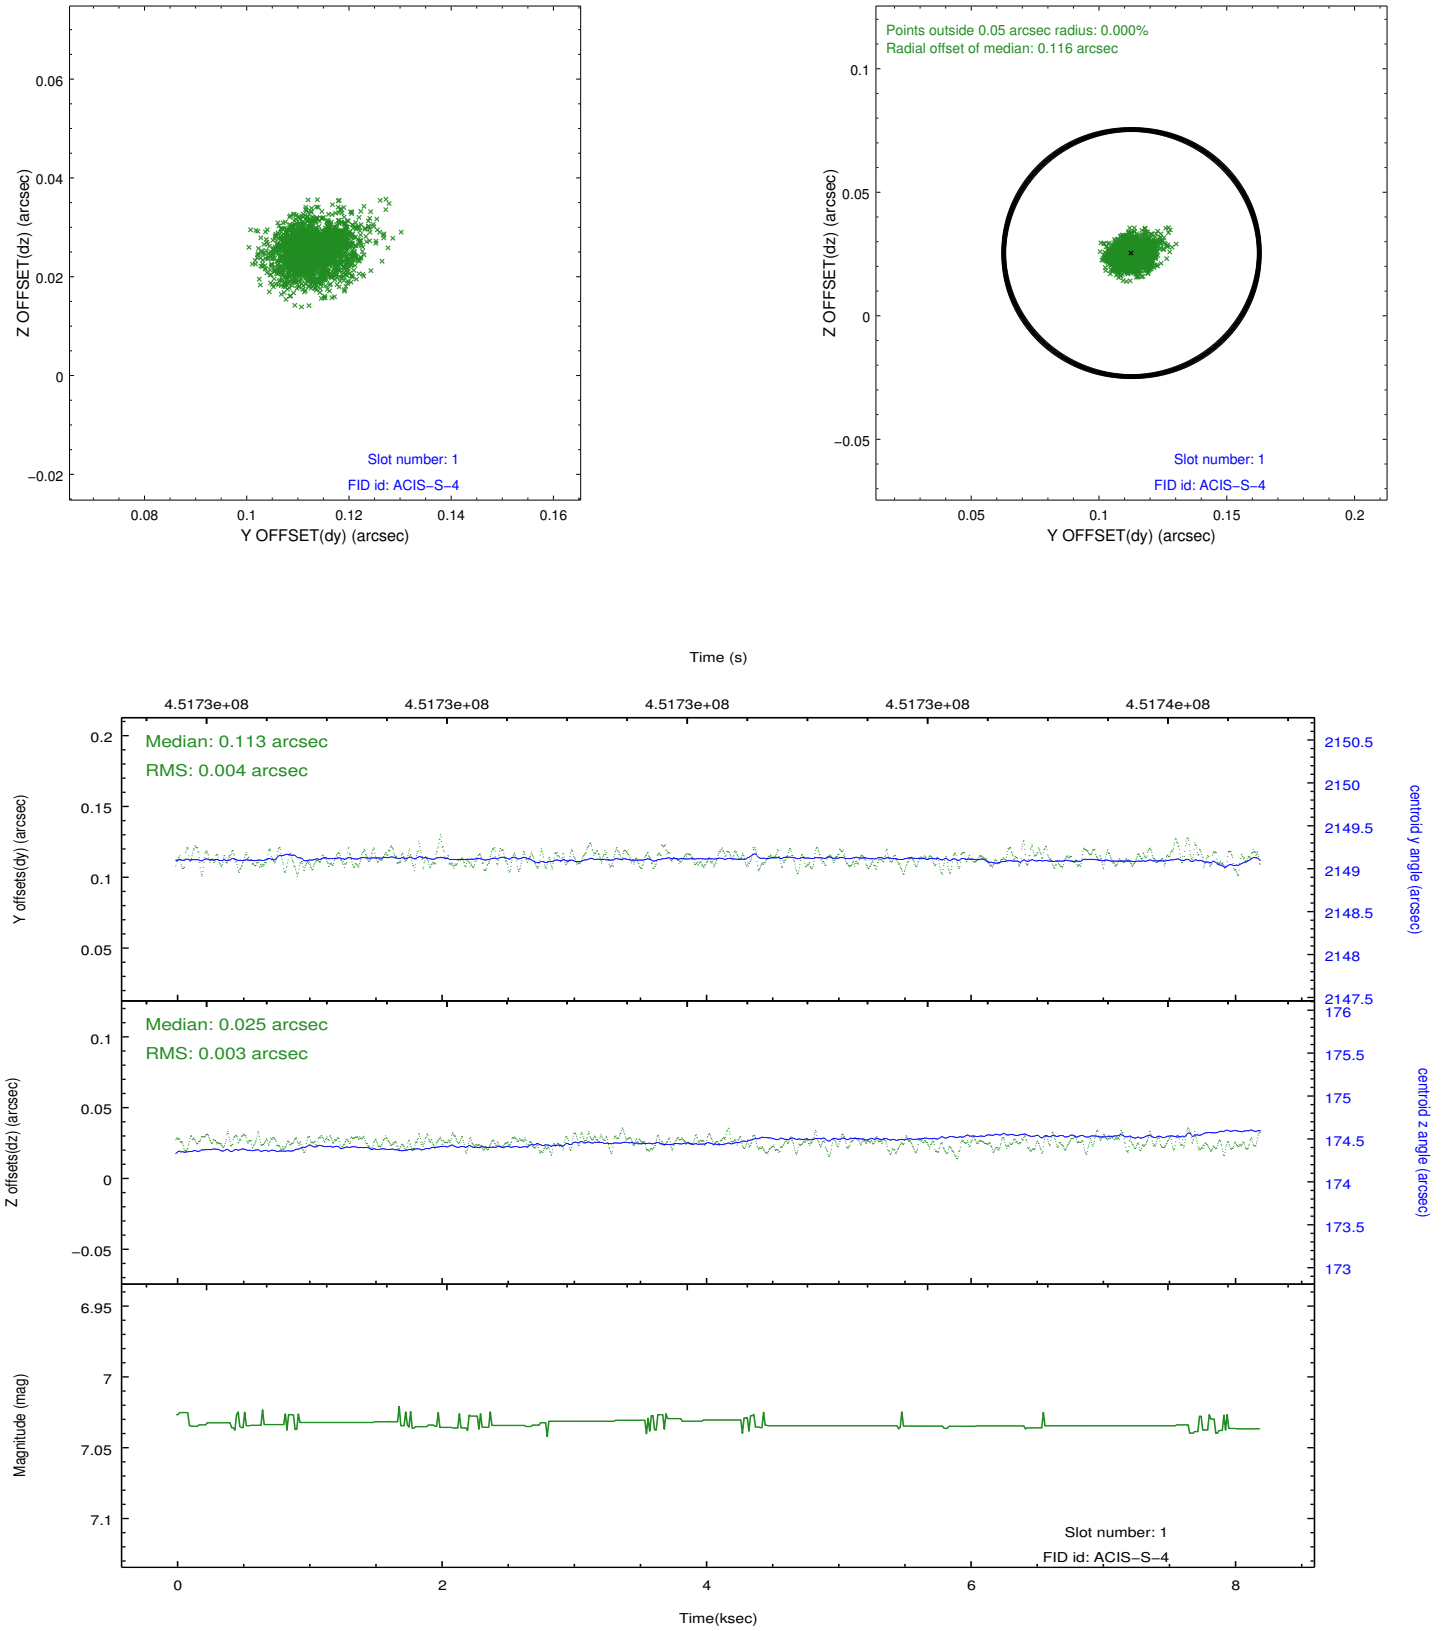 0.06
0.04
0.02
0
−0.02
Z OFFSET(dz) (arcsec)
0.08 0.1 0.12 0.14 0.16
Y OFFSET(dy) (arcsec)
Slot number: 1
FID id: ACIS−S−4
Points outside 0.05 arcsec radius: 0.000%
Radial offset of median: 0.116 arcsec
0.1
0.05
0
−0.05
Z OFFSET(dz) (arcsec)
0.05 0.1 0.15 0.2
Y OFFSET(dy) (arcsec)
Slot number: 1
FID id: ACIS−S−4
Time (s)
4.5173e+08 4.5173e+08 4.5173e+08 4.5173e+08 4.5174e+08
Median: 0.113 arcsec
RMS: 0.004 arcsec
0.2
0.15
0.1
0.05
Y offsets(dy) (arcsec)
2150.5
2150
2149.5
2149
2148.5
2148
2147.5
centroid y angle (arcsec)
Median: 0.025 arcsec
RMS: 0.003 arcsec
0.1
0.05
0
−0.05
Z offsets(dz) (arcsec)
176
175.5
175
174.5
174
173.5
173
centroid z angle (arcsec)
6.95
7
7.05
7.1
Magnitude (mag)
Slot number: 1
FID id: ACIS−S−4
0 2 4 6 8
Time(ksec)